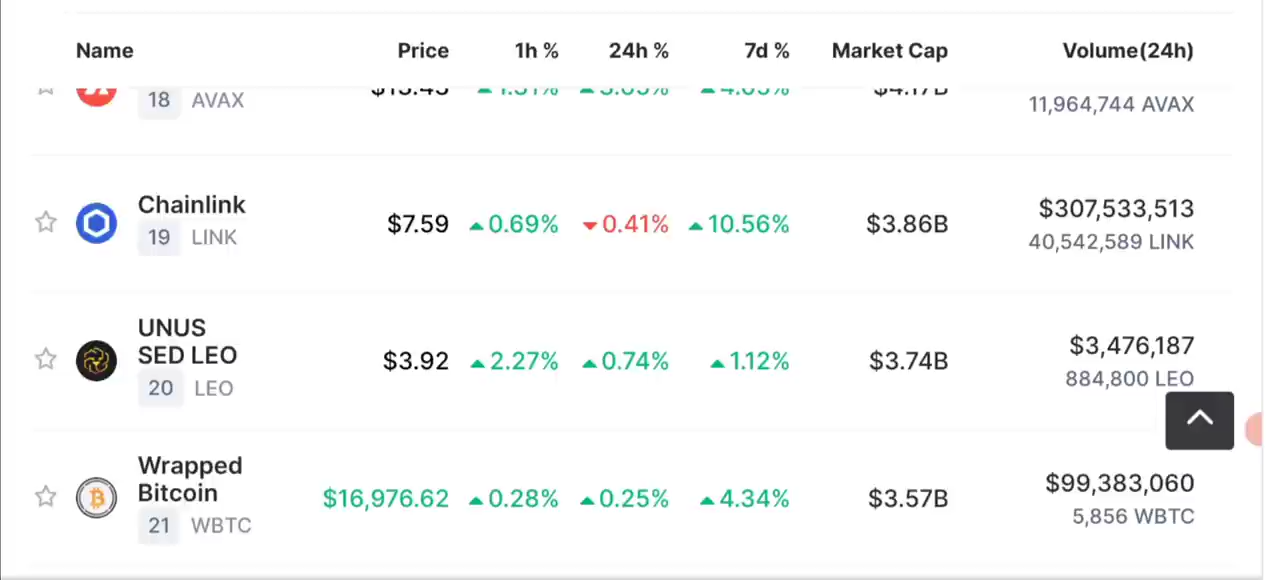 Name Price 1h % 24h % 7d % Market Cap Volume(24h)
18 AVAX 11,964,744 AVAX
Chainlink
19 LINK
$7.59 0.69% 0.41% 10.56% $3.86B $307,533,513
40,542,589 LINK
UNUS
SED LEO
20 LEO
$3.92 2.27% 0.74% 1.12% $3.74B $3,476,187
884,800 LEO
Wrapped
Bitcoin
21 WBTC
$16,976.62 0.28% 0.25% 4.34% $3.57B $99,383,060
5,856 WBTC